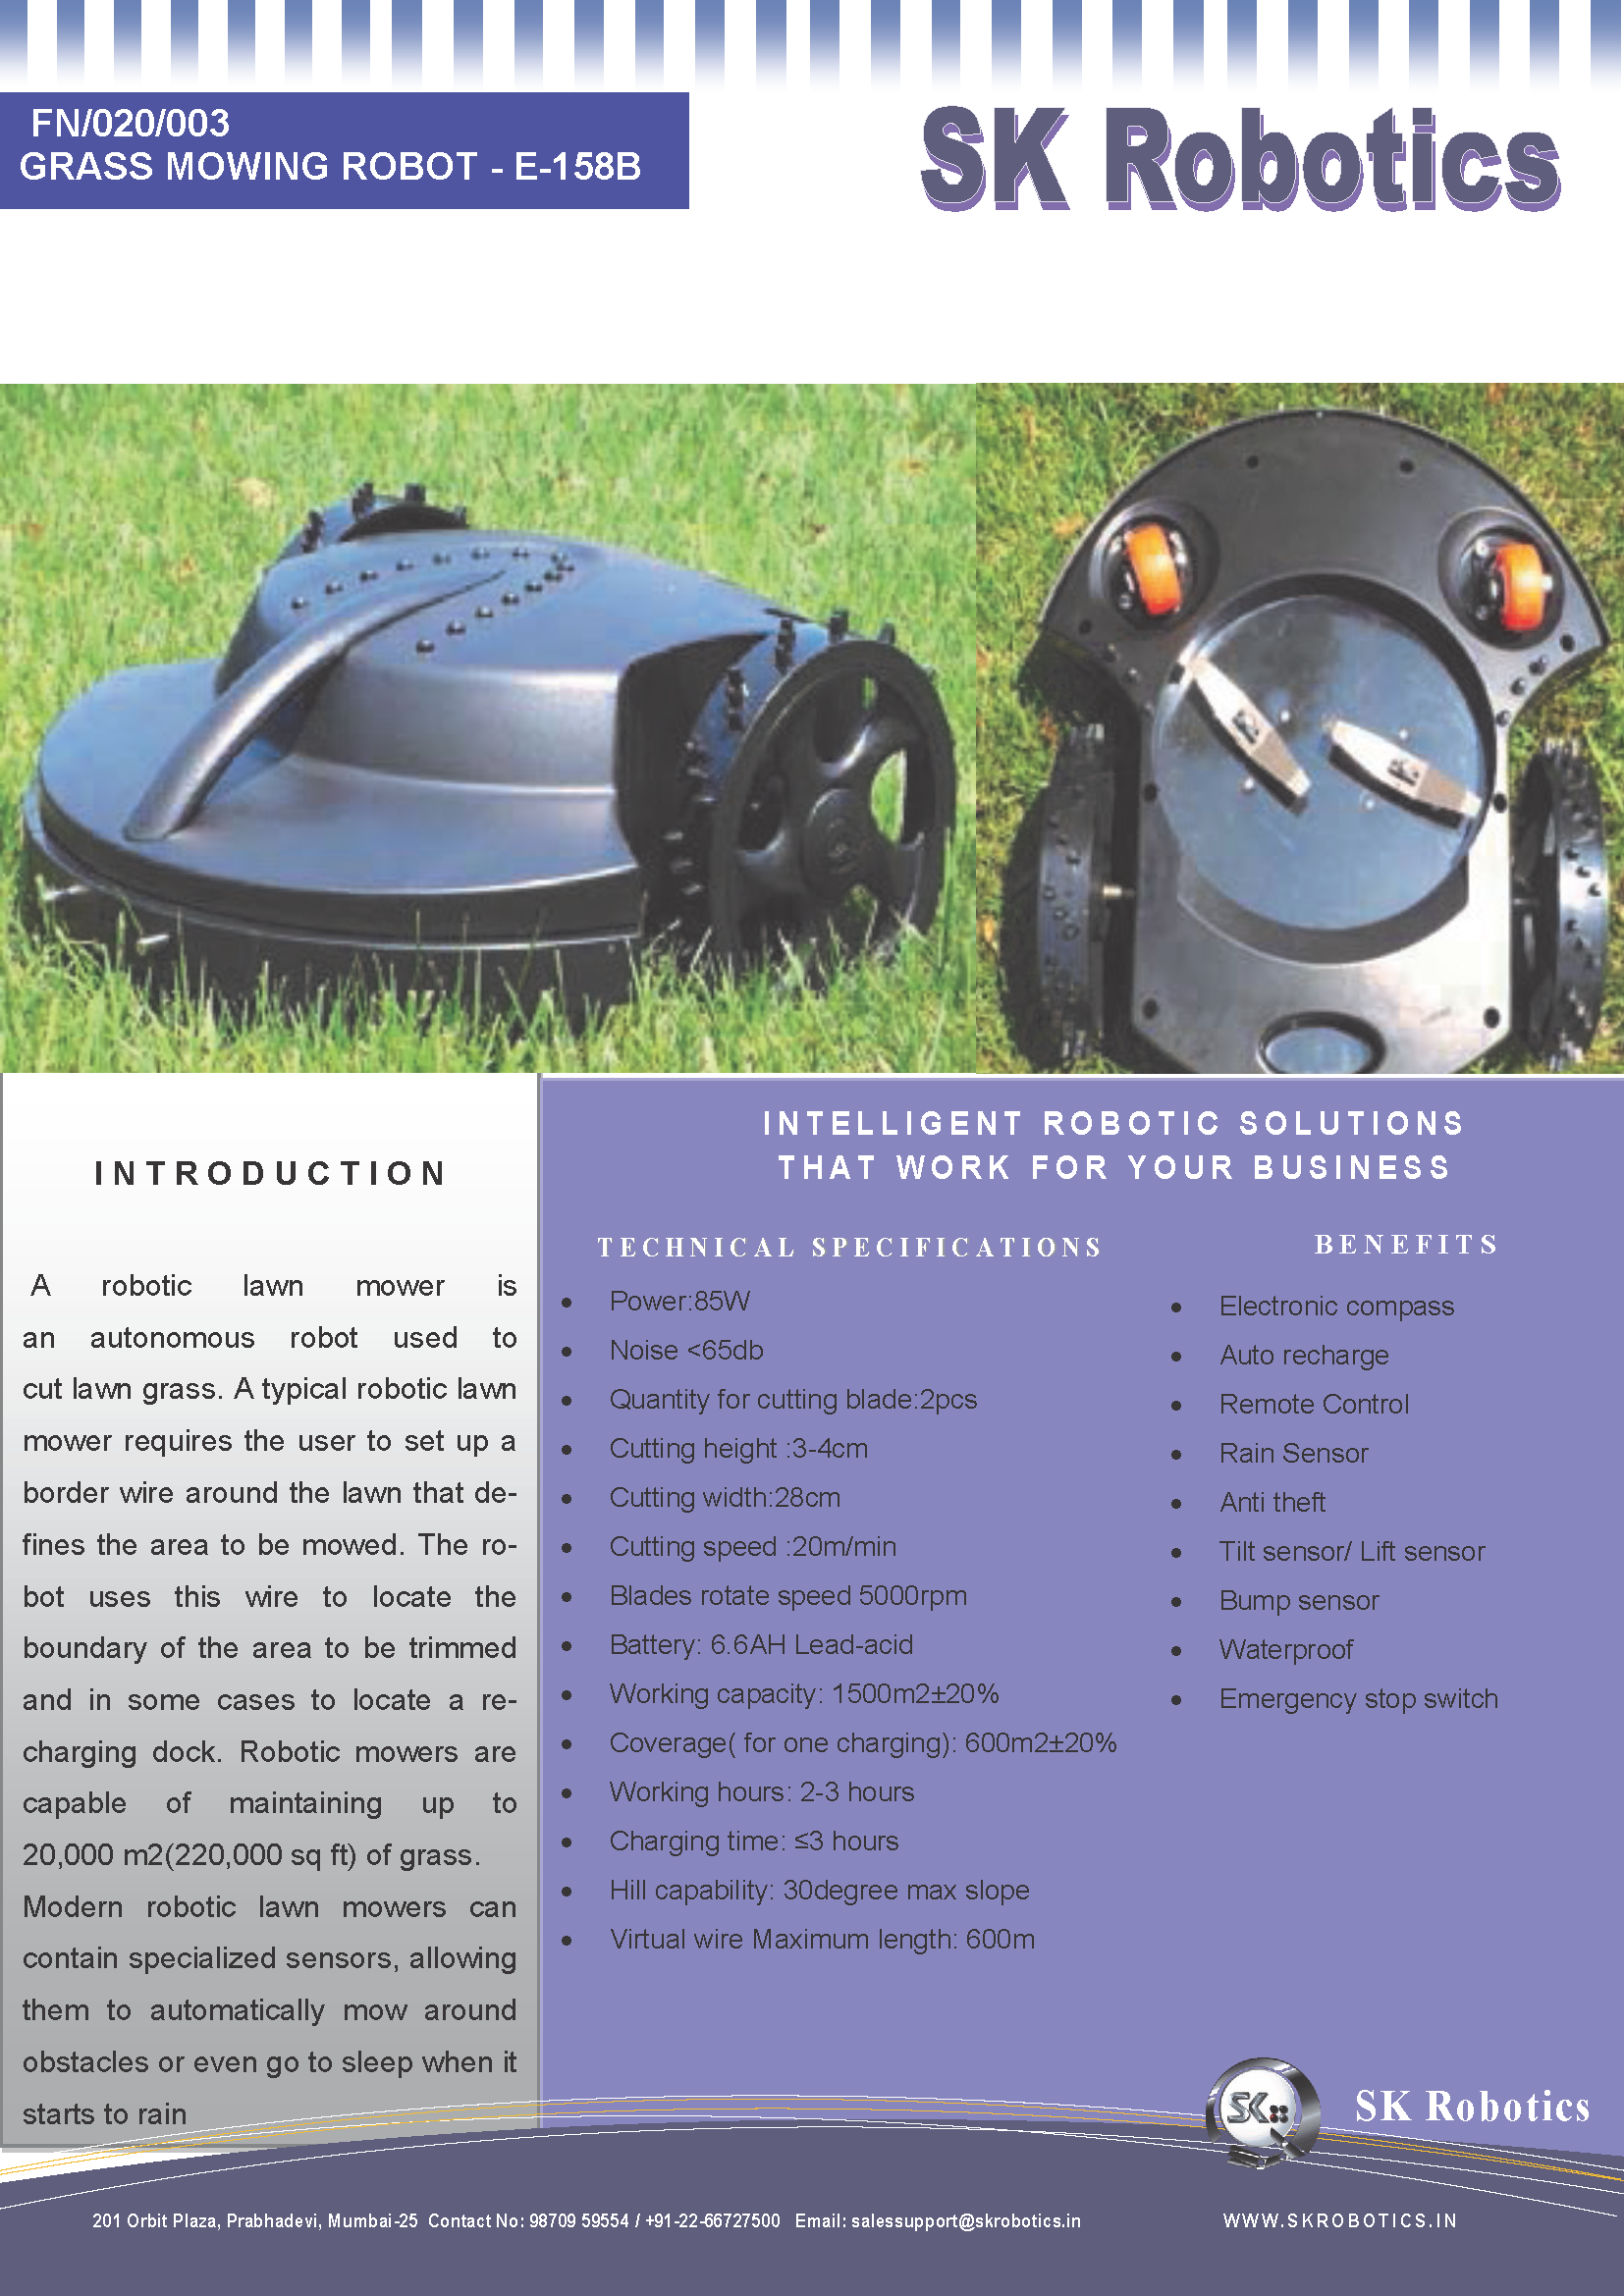 FN/020/003
GRASS MOWING ROBOT - E-158B
SK Robotics
INTRODUCTION
A robotic lawn mower is
an autonomous robot used to
cut lawn grass. A typical robotic lawn
mower requires the user to set up a
border wire around the lawn that de-
fines the area to be mowed. The ro-
bot uses this wire to locate the
boundary of the area to be trimmed
and in some cases to locate a re-
charging dock. Robotic mowers are
capable of maintaining up to
20,000 m2(220,000 sq ft) of grass.
Modern robotic lawn mowers can
contain specialized sensors, allowing
them to automatically mow around
obstacles or even go to sleep when it
starts to rain
INTELLIGENT ROBOTIC SOLUTIONS
THAT WORK FOR YOUR BUSINESS
TECHNICAL SPECIFICATIONS
• Power:85W
• Noise <65db
• Quantity for cutting blade:2pcs
• Cutting height :3-4cm
• Cutting width:28cm
• Cutting speed :20m/min
• Blades rotate speed 5000rpm
• Battery: 6.6AH Lead-acid
• Working capacity: 1500m2±20%
• Coverage( for one charging): 600m2±20%
• Working hours: 2-3 hours
• Charging time: ≤3 hours
• Hill capability: 30degree max slope
• Virtual wire Maximum length: 600m
BENEFITS
• Electronic compass
• Auto recharge
• Remote Control
• Rain Sensor
• Anti theft
• Tilt sensor/ Lift sensor
• Bump sensor
• Waterproof
• Emergency stop switch
SK
SK Robotics
201 Orbit Plaza, Prabhadevi, Mumbai-25 Contact No: 98709 59554 / +91-22-66727500 Email: salessupport@skrobotics.in
WWW.SKROBOTICS.IN